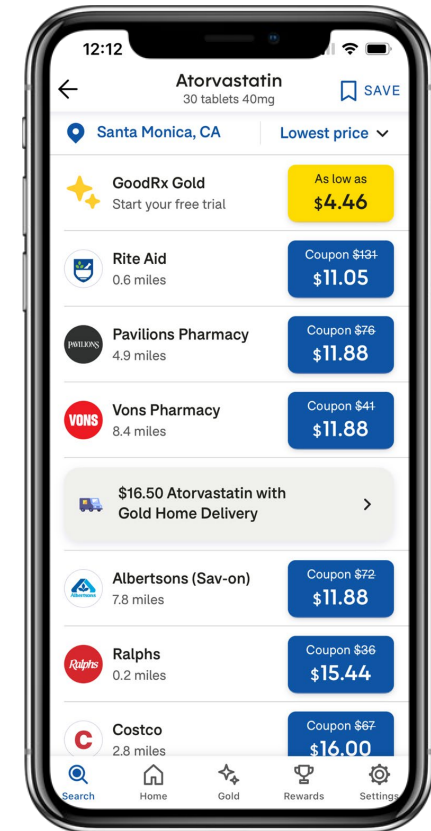 12:12
Atorvastatin
30 tablets 40mg
SAVE
Santa Monica, CA
Lowest price
GoodRx Gold
Start your free trial
As low as
$4.46
Rite Aid
0.6 miles
Coupon $131
$11.05
PAVILIONS
Pavilions Pharmacy
4.9 miles
Coupon $76
$11.88
VONS
Vons Pharmacy
8.4 miles
Coupon $41
$11.88
$16.50 Atorvastatin with
Gold Home Delivery
Albertsons
Albertsons (Sav-on)
7.8 miles
Coupon $72
$11.88
Ralphs
Ralphs
0.2 miles
Coupon $36
$15.44
C
Costco
2.8 miles
Coupon $67
$16.00
Search
Home
Gold
Rewards
Settings